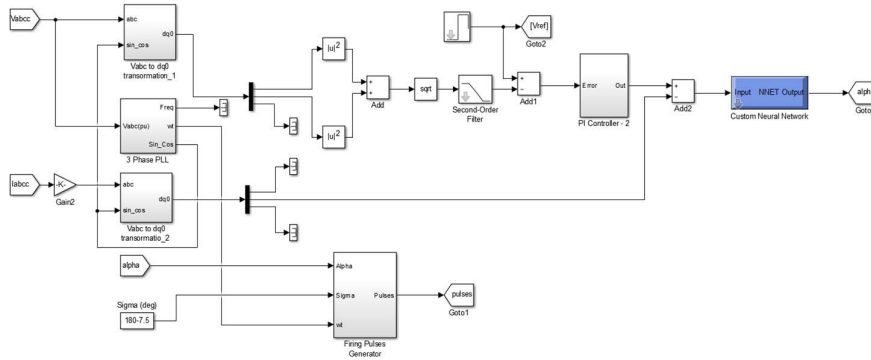 Vabcc
abc
sin_cos
dq0
Vabc to dq0
transormation_1
|u|²
|u|²
+
+
Add
sqrt
Second-Order
Filter
[Vref]
Goto2
+
−
Add1
Error
Out
PI Controller - 2
+
−
Add2
Input
NNET Output
Custom Neural Network
alph
Goto
Vabc(pu)
Freq
wt
Sin_Cos
3 Phase PLL
Iabcc
-K-
Gain2
abc
sin_cos
dq0
Vabc to dq0
transormatio_2
alpha
Sigma (deg)
180-7.5
Alpha
Sigma
wt
Pulses
Firing Pulses
Generator
pulses
Goto1